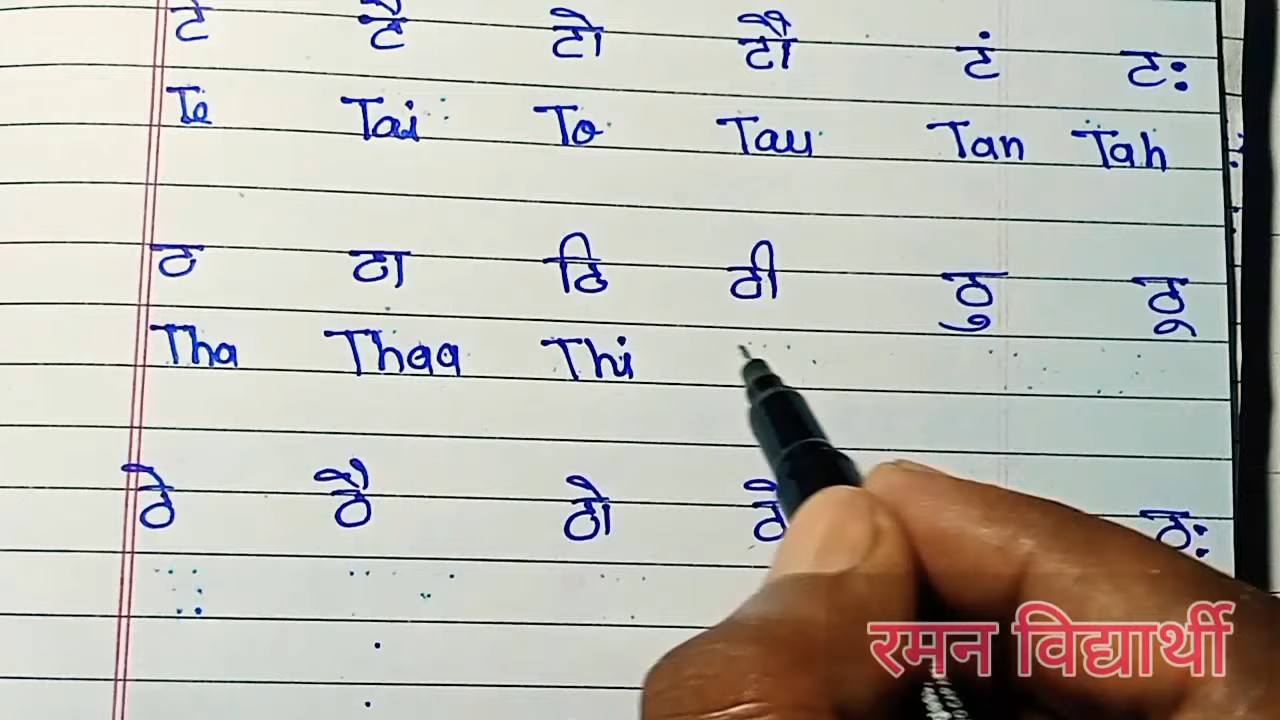 टे टै टो टौ टं टः
Te Tai To Tau Tan Tah
ठ ठा ठि ठी ठु ठू
Tha Thaa Thi
ठे ठै ठो ठः
रमन विद्यार्थी